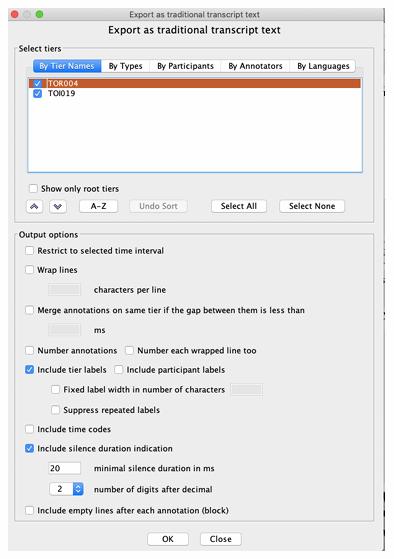 Export as traditional transcript text
Export as traditional transcript text
Select tiers
By Tier Names By Types By Participants By Annotators By Languages
TOR004
TOI019
Show only root tiers
A-Z Undo Sort Select All Select None
Output options
Restrict to selected time interval
Wrap lines
characters per line
Merge annotations on same tier if the gap between them is less than
ms
Number annotations Number each wrapped line too
Include tier labels Include participant labels
Fixed label width in number of characters
Suppress repeated labels
Include time codes
Include silence duration indication
20 minimal silence duration in ms
2 number of digits after decimal
Include empty lines after each annotation (block)
OK Close